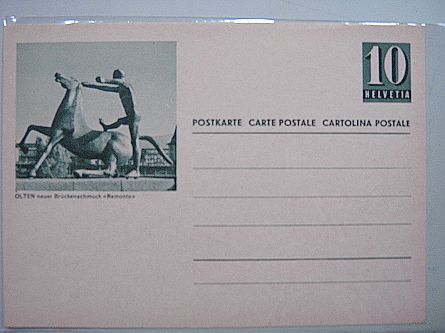 10
HELVETIA
POSTKARTE CARTE POSTALE CARTOLINA POSTALE
OLTEN neuer Brückenschmuck «Remonte»